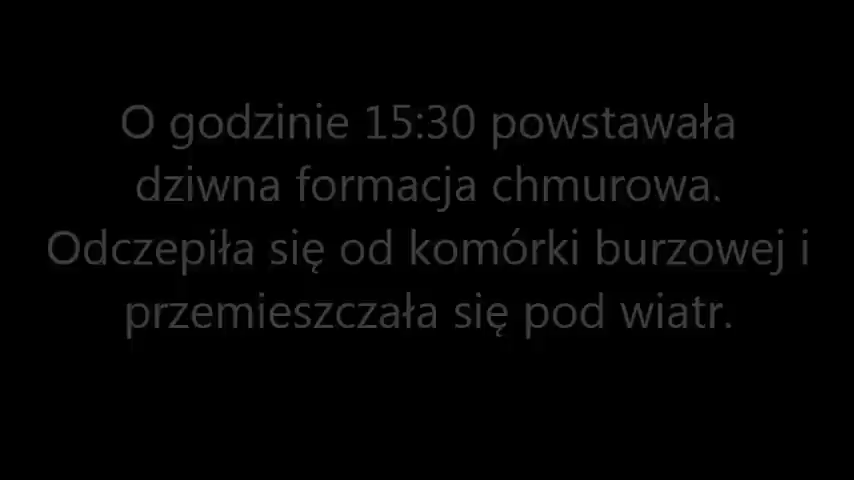 O godzinie 15:30 powstawała
dziwna formacja chmurowa.
Odczepiła się od komórki burzowej i
przemieszczała się pod wiatr.